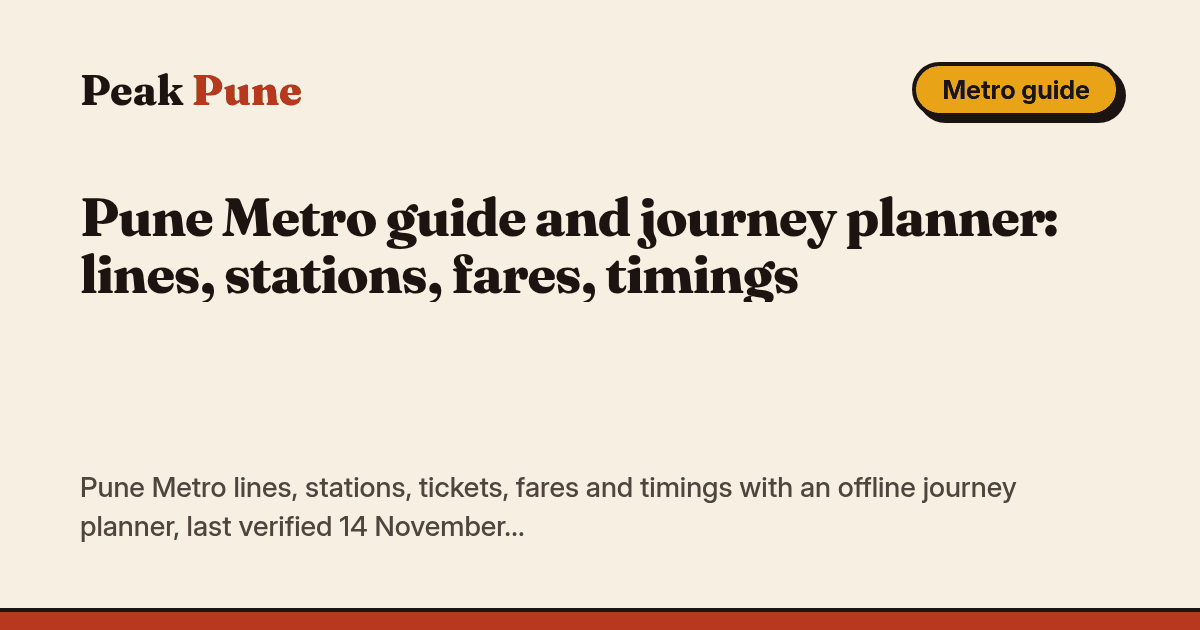 Peak Pune
Metro guide
Pune Metro guide and journey planner:
lines, stations, fares, timings
Pune Metro lines, stations, tickets, fares and timings with an offline journey
planner, last verified 14 November...